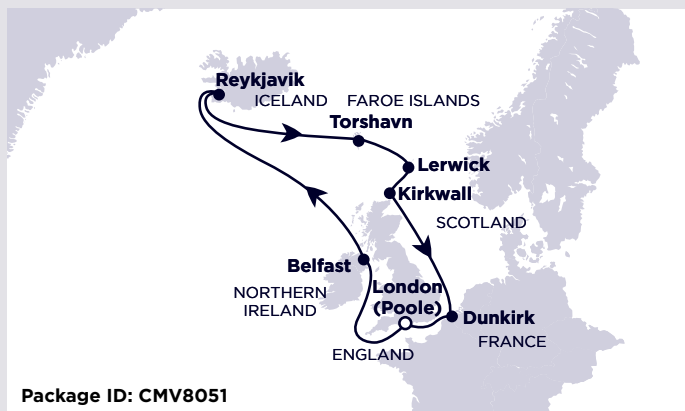 Reykjavik
ICELAND
FAROE ISLANDS
Torshavn
Lerwick
Kirkwall
SCOTLAND
Belfast
NORTHERN
IRELAND
London
(Poole)
Dunkirk
FRANCE
ENGLAND
Package ID: CMV8051